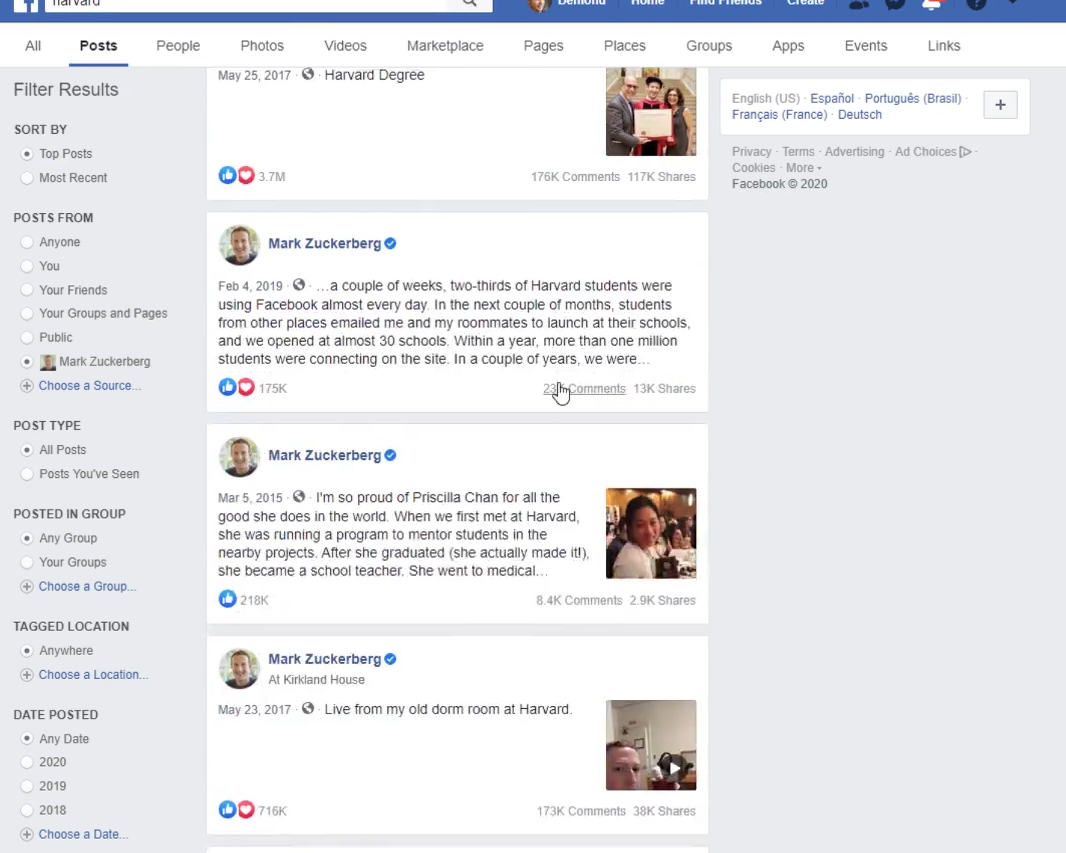 harvard
Demond Home Find Friends Create
All Posts People Photos Videos Marketplace Pages Places Groups Apps Events Links
Filter Results
SORT BY
Top Posts
Most Recent
POSTS FROM
Anyone
You
Your Friends
Your Groups and Pages
Public
Mark Zuckerberg
Choose a Source...
POST TYPE
All Posts
Posts You've Seen
POSTED IN GROUP
Any Group
Your Groups
Choose a Group...
TAGGED LOCATION
Anywhere
Choose a Location...
DATE POSTED
Any Date
2020
2019
2018
Choose a Date...
May 25, 2017 · Harvard Degree
3.7M 176K Comments 117K Shares
Mark Zuckerberg
Feb 4, 2019 · · …a couple of weeks, two-thirds of Harvard students were
using Facebook almost every day. In the next couple of months, students
from other places emailed me and my roommates to launch at their schools,
and we opened at almost 30 schools. Within a year, more than one million
students were connecting on the site. In a couple of years, we were…
175K Comments 13K Shares
Mark Zuckerberg
Mar 5, 2015 · · I'm so proud of Priscilla Chan for all the
good she does in the world. When we first met at Harvard,
she was running a program to mentor students in the
nearby projects. After she graduated (she actually made it!),
she became a school teacher. She went to medical…
218K 8.4K Comments 2.9K Shares
Mark Zuckerberg
At Kirkland House
May 23, 2017 · · Live from my old dorm room at Harvard.
716K 173K Comments 38K Shares
English (US) · Español · Português (Brasil) ·
Français (France) · Deutsch
+
Privacy · Terms · Advertising · Ad Choices ·
Cookies · More
Facebook © 2020